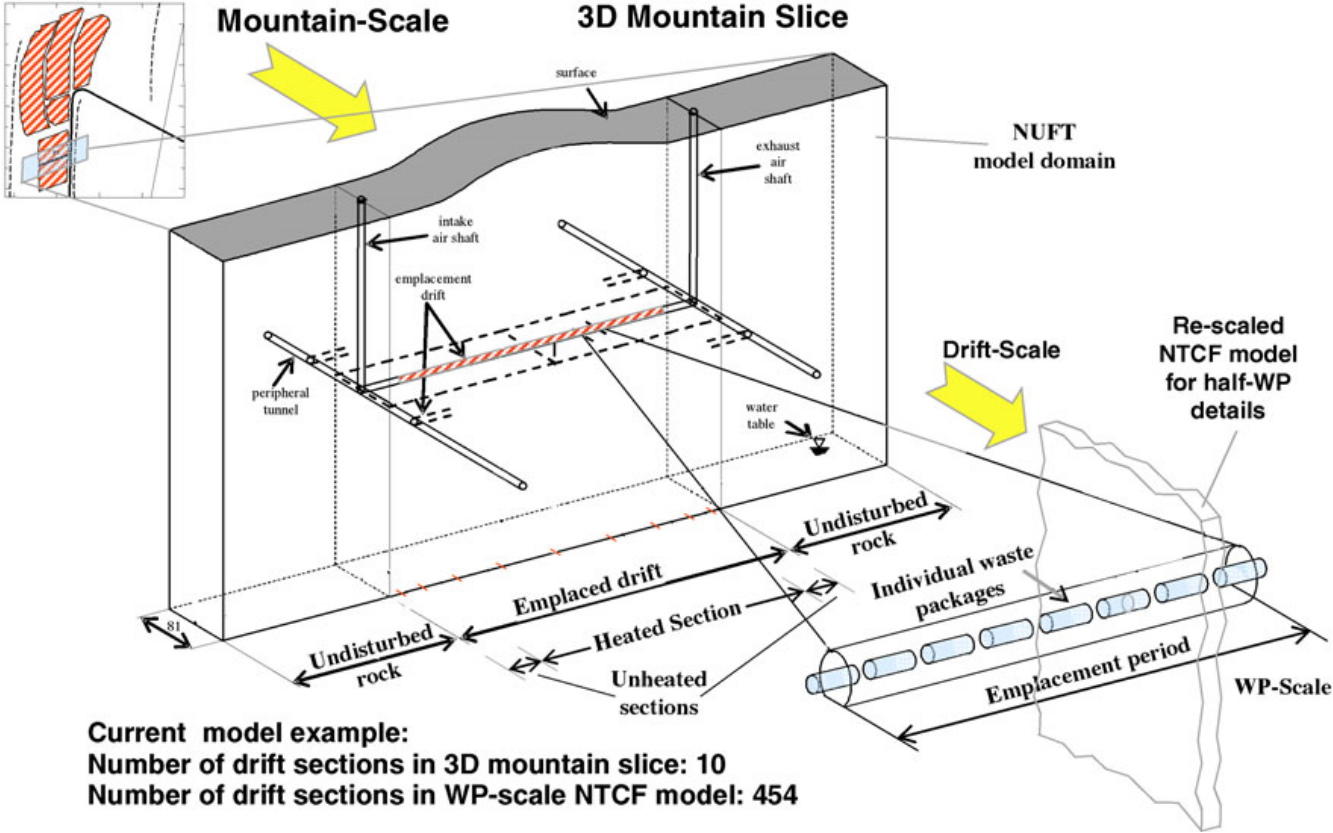 Mountain-Scale
3D Mountain Slice
surface
NUFT
model domain
exhaust
air
shaft
intake
air shaft
emplacement
drift
peripheral
tunnel
water
table
Drift-Scale
Re-scaled
NTCF model
for half-WP
details
81
Undisturbed
rock
Emplaced drift
Undisturbed
rock
Heated Section
Unheated
sections
Individual waste
packages
Emplacement period
WP-Scale
Current model example:
Number of drift sections in 3D mountain slice: 10
Number of drift sections in WP-scale NTCF model: 454